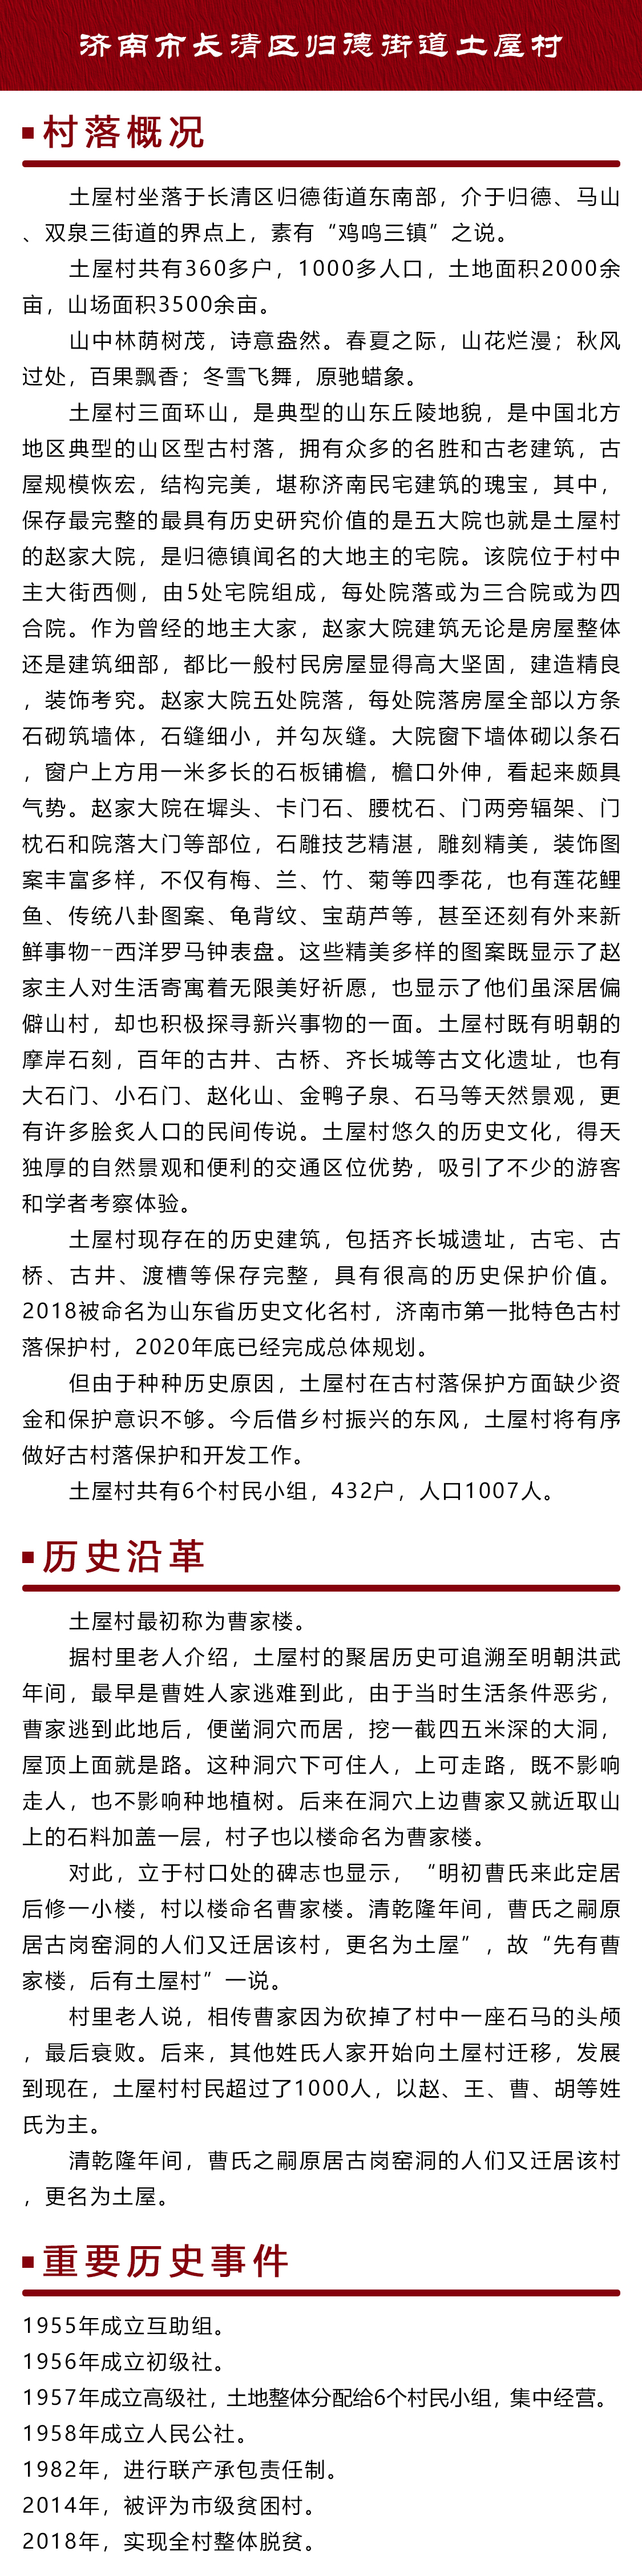 济南市长清区归德街道土屋村
村落概况
土屋村坐落于长清区归德街道东南部，介于归德、马山
、双泉三街道的界点上，素有“鸡鸣三镇”之说。
土屋村共有360多户，1000多人口，土地面积2000余
亩，山场面积3500余亩。
山中林荫树茂，诗意盎然。春夏之际，山花烂漫；秋风
过处，百果飘香；冬雪飞舞，原驰蜡象。
土屋村三面环山，是典型的山东丘陵地貌，是中国北方
地区典型的山区型古村落，拥有众多的名胜和古老建筑，古
屋规模恢宏，结构完美，堪称济南民宅建筑的瑰宝，其中，
保存最完整的最具有历史研究价值的是五大院也就是土屋村
的赵家大院，是归德镇闻名的大地主的宅院。该院位于村中
主大街西侧，由5处宅院组成，每处院落或为三合院或为四
合院。作为曾经的地主大家，赵家大院建筑无论是房屋整体
还是建筑细部，都比一般村民房屋显得高大坚固，建造精良
，装饰考究。赵家大院五处院落，每处院落房屋全部以方条
石砌筑墙体，石缝细小，并勾灰缝。大院窗下墙体砌以条石
，窗户上方用一米多长的石板铺檐，檐口外伸，看起来颇具
气势。赵家大院在墀头、卡门石、腰枕石、门两旁辐架、门
枕石和院落大门等部位，石雕技艺精湛，雕刻精美，装饰图
案丰富多样，不仅有梅、兰、竹、菊等四季花，也有莲花鲤
鱼、传统八卦图案、龟背纹、宝葫芦等，甚至还刻有外来新
鲜事物--西洋罗马钟表盘。这些精美多样的图案既显示了赵
家主人对生活寄寓着无限美好祈愿，也显示了他们虽深居偏
僻山村，却也积极探寻新兴事物的一面。土屋村既有明朝的
摩岸石刻，百年的古井、古桥、齐长城等古文化遗址，也有
大石门、小石门、赵化山、金鸭子泉、石马等天然景观，更
有许多脍炙人口的民间传说。土屋村悠久的历史文化，得天
独厚的自然景观和便利的交通区位优势，吸引了不少的游客
和学者考察体验。
土屋村现存在的历史建筑，包括齐长城遗址，古宅、古
桥、古井、渡槽等保存完整，具有很高的历史保护价值。
2018被命名为山东省历史文化名村，济南市第一批特色古村
落保护村，2020年底已经完成总体规划。
但由于种种历史原因，土屋村在古村落保护方面缺少资
金和保护意识不够。今后借乡村振兴的东风，土屋村将有序
做好古村落保护和开发工作。
土屋村共有6个村民小组，432户，人口1007人。
历史沿革
土屋村最初称为曹家楼。
据村里老人介绍，土屋村的聚居历史可追溯至明朝洪武
年间，最早是曹姓人家逃难到此，由于当时生活条件恶劣，
曹家逃到此地后，便凿洞穴而居，挖一截四五米深的大洞，
屋顶上面就是路。这种洞穴下可住人，上可走路，既不影响
走人，也不影响种地植树。后来在洞穴上边曹家又就近取山
上的石料加盖一层，村子也以楼命名为曹家楼。
对此，立于村口处的碑志也显示，“明初曹氏来此定居
后修一小楼，村以楼命名曹家楼。清乾隆年间，曹氏之嗣原
居古岗窑洞的人们又迁居该村，更名为土屋”，故“先有曹
家楼，后有土屋村”一说。
村里老人说，相传曹家因为砍掉了村中一座石马的头颅
，最后衰败。后来，其他姓氏人家开始向土屋村迁移，发展
到现在，土屋村村民超过了1000人，以赵、王、曹、胡等姓
氏为主。
清乾隆年间，曹氏之嗣原居古岗窑洞的人们又迁居该村
，更名为土屋。
重要历史事件
1955年成立互助组。
1956年成立初级社。
1957年成立高级社，土地整体分配给6个村民小组，集中经营。
1958年成立人民公社。
1982年，进行联产承包责任制。
2014年，被评为市级贫困村。
2018年，实现全村整体脱贫。